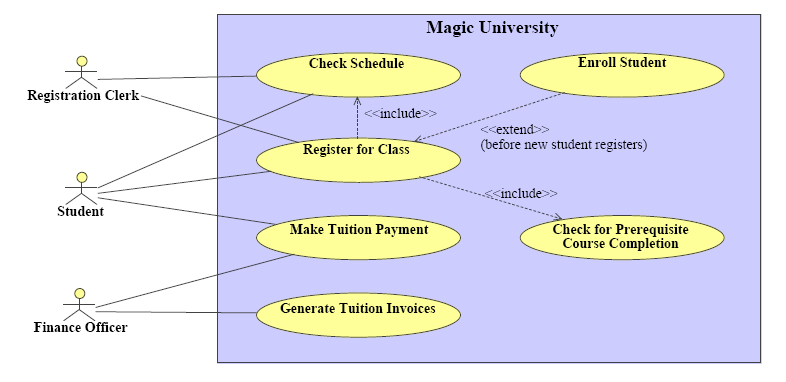 Magic University
Check Schedule
Enroll Student
Registration Clerk
<<include>>
<<extend>>
(before new student registers)
Register for Class
<<include>>
Student
Make Tuition Payment
Check for Prerequisite
Course Completion
Generate Tuition Invoices
Finance Officer